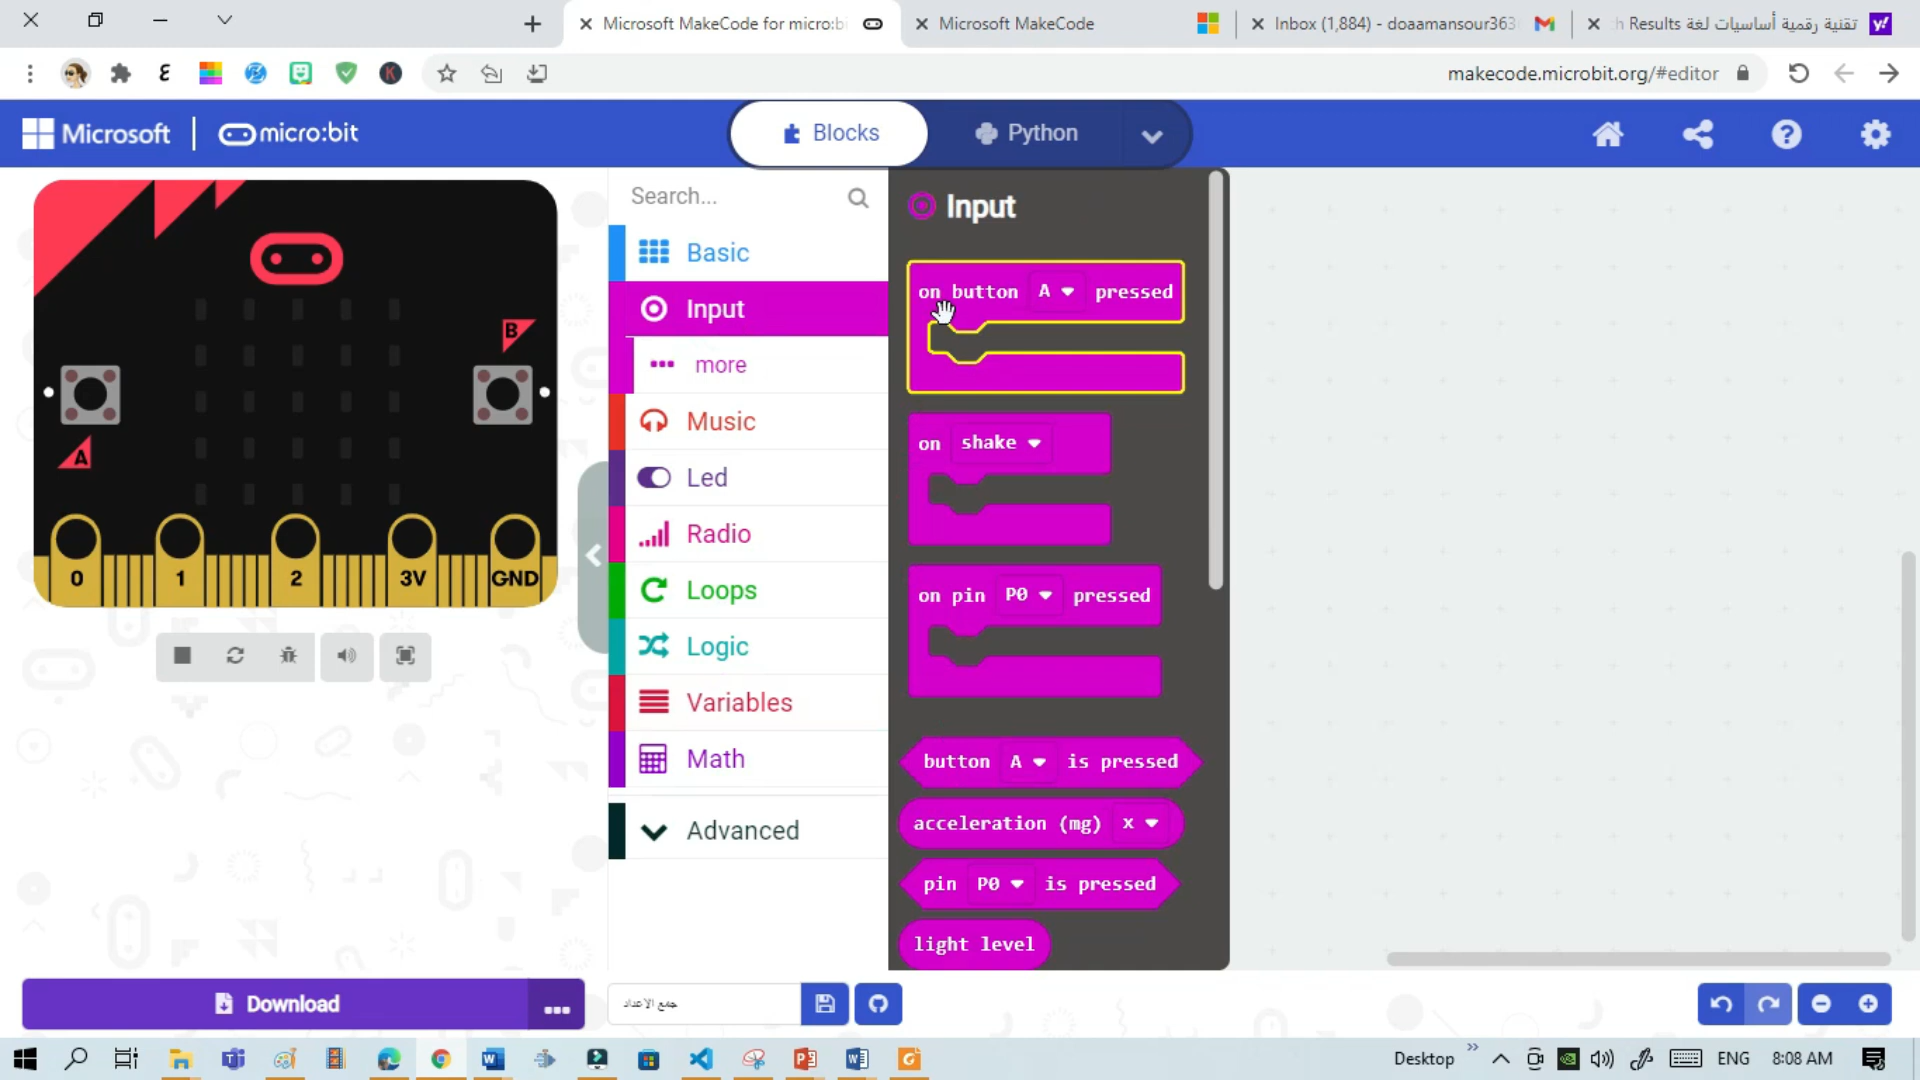 Microsoft MakeCode for micro:bi
Microsoft MakeCode
Inbox (1,884) - doaamansour363
h Results تقنية رقمية أساسيات لغة
makecode.microbit.org/#editor
Microsoft
micro:bit
Blocks
Python
Search...
Basic
Input
more
Music
Led
Radio
Loops
Logic
Variables
Math
Advanced
Input
on button A pressed
on shake
on pin P0 pressed
button A is pressed
acceleration (mg) x
pin P0 is pressed
light level
B
A
0 1 2 3V GND
Download
جمع الاعداد
Desktop
ENG
8:08 AM